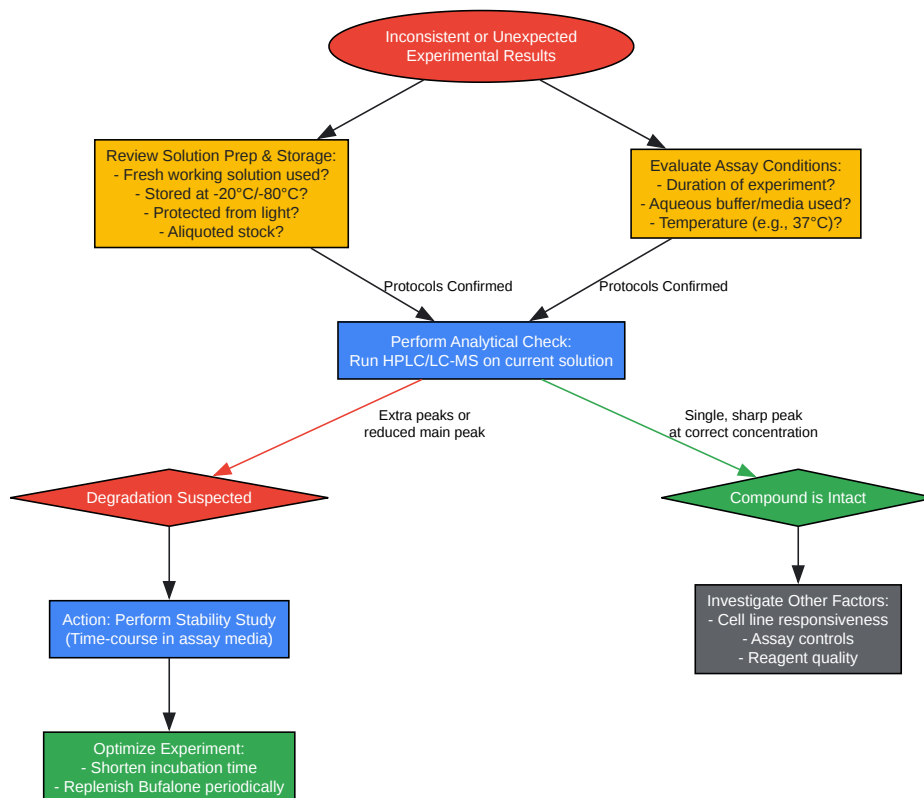 Inconsistent or Unexpected
Experimental Results
Review Solution Prep & Storage:
- Fresh working solution used?
- Stored at -20°C/-80°C?
- Protected from light?
- Aliquoted stock?
Evaluate Assay Conditions:
- Duration of experiment?
- Aqueous buffer/media used?
- Temperature (e.g., 37°C)?
Protocols Confirmed
Protocols Confirmed
Perform Analytical Check:
Run HPLC/LC-MS on current solution
Extra peaks or
reduced main peak
Single, sharp peak
at correct concentration
Degradation Suspected
Compound is Intact
Action: Perform Stability Study
(Time-course in assay media)
Investigate Other Factors:
- Cell line responsiveness
- Assay controls
- Reagent quality
Optimize Experiment:
- Shorten incubation time
- Replenish Bufalone periodically